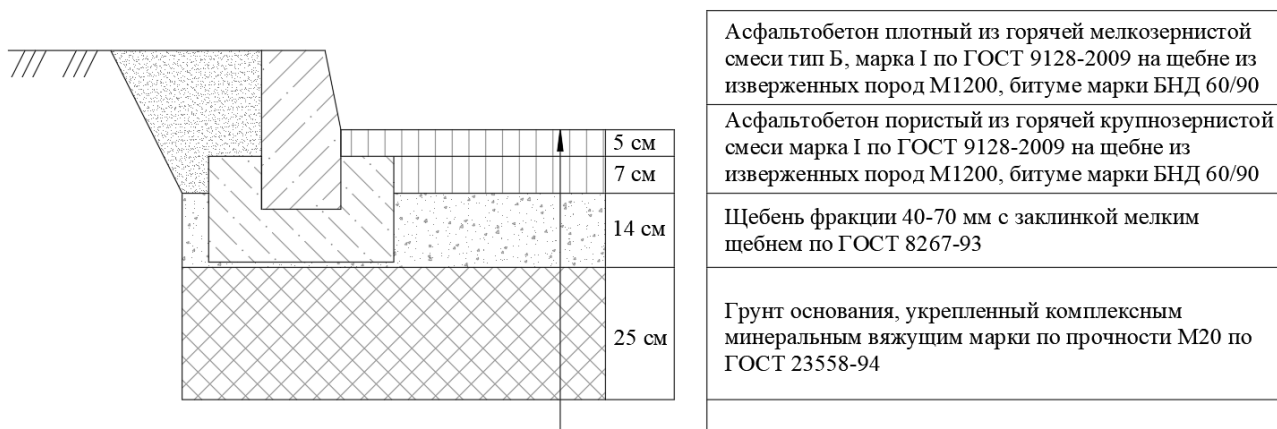 5 см
7 см
14 см
25 см
Асфальтобетон плотный из горячей мелкозернистой
смеси тип Б, марка I по ГОСТ 9128-2009 на щебне из
изверженных пород М1200, битуме марки БНД 60/90
Асфальтобетон пористый из горячей крупнозернистой
смеси марка I по ГОСТ 9128-2009 на щебне из
изверженных пород М1200, битуме марки БНД 60/90
Щебень фракции 40-70 мм с заклинкой мелким
щебнем по ГОСТ 8267-93
Грунт основания, укрепленный комплексным
минеральным вяжущим марки по прочности М20 по
ГОСТ 23558-94